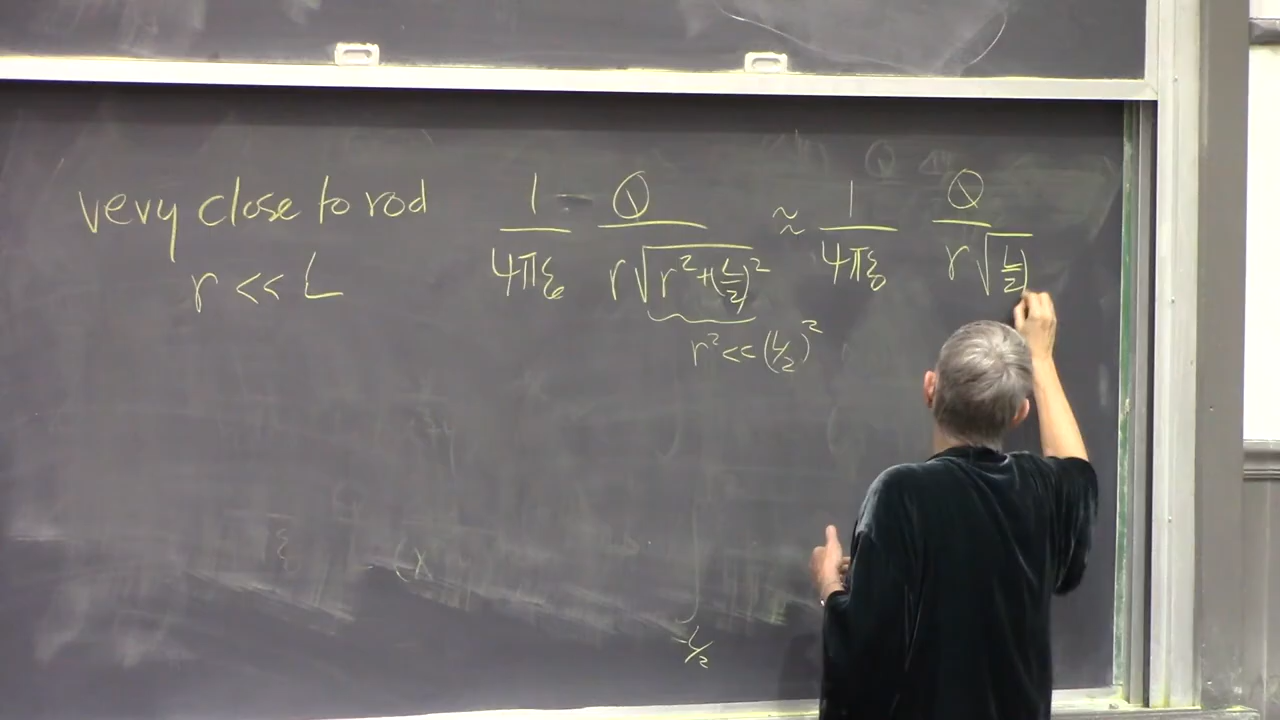 very close to rod
r << L
1/4πε₀ Q/r√(r²+(L/2)²) ≈ 1/4πε₀ Q/r√(L/2)
r² << (L/2)²
-L/2